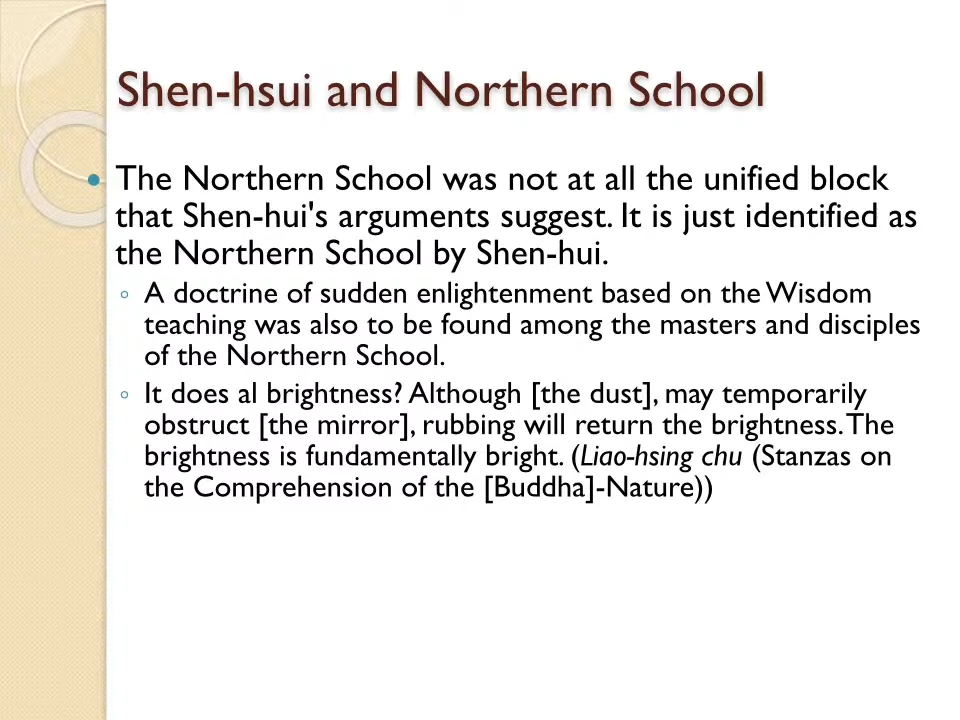 Shen-hsui and Northern School
• The Northern School was not at all the unified block
that Shen-hui's arguments suggest. It is just identified as
the Northern School by Shen-hui.
◦ A doctrine of sudden enlightenment based on the Wisdom
teaching was also to be found among the masters and disciples
of the Northern School.
◦ It does al brightness? Although [the dust], may temporarily
obstruct [the mirror], rubbing will return the brightness. The
brightness is fundamentally bright. (Liao-hsing chu (Stanzas on
the Comprehension of the [Buddha]-Nature))